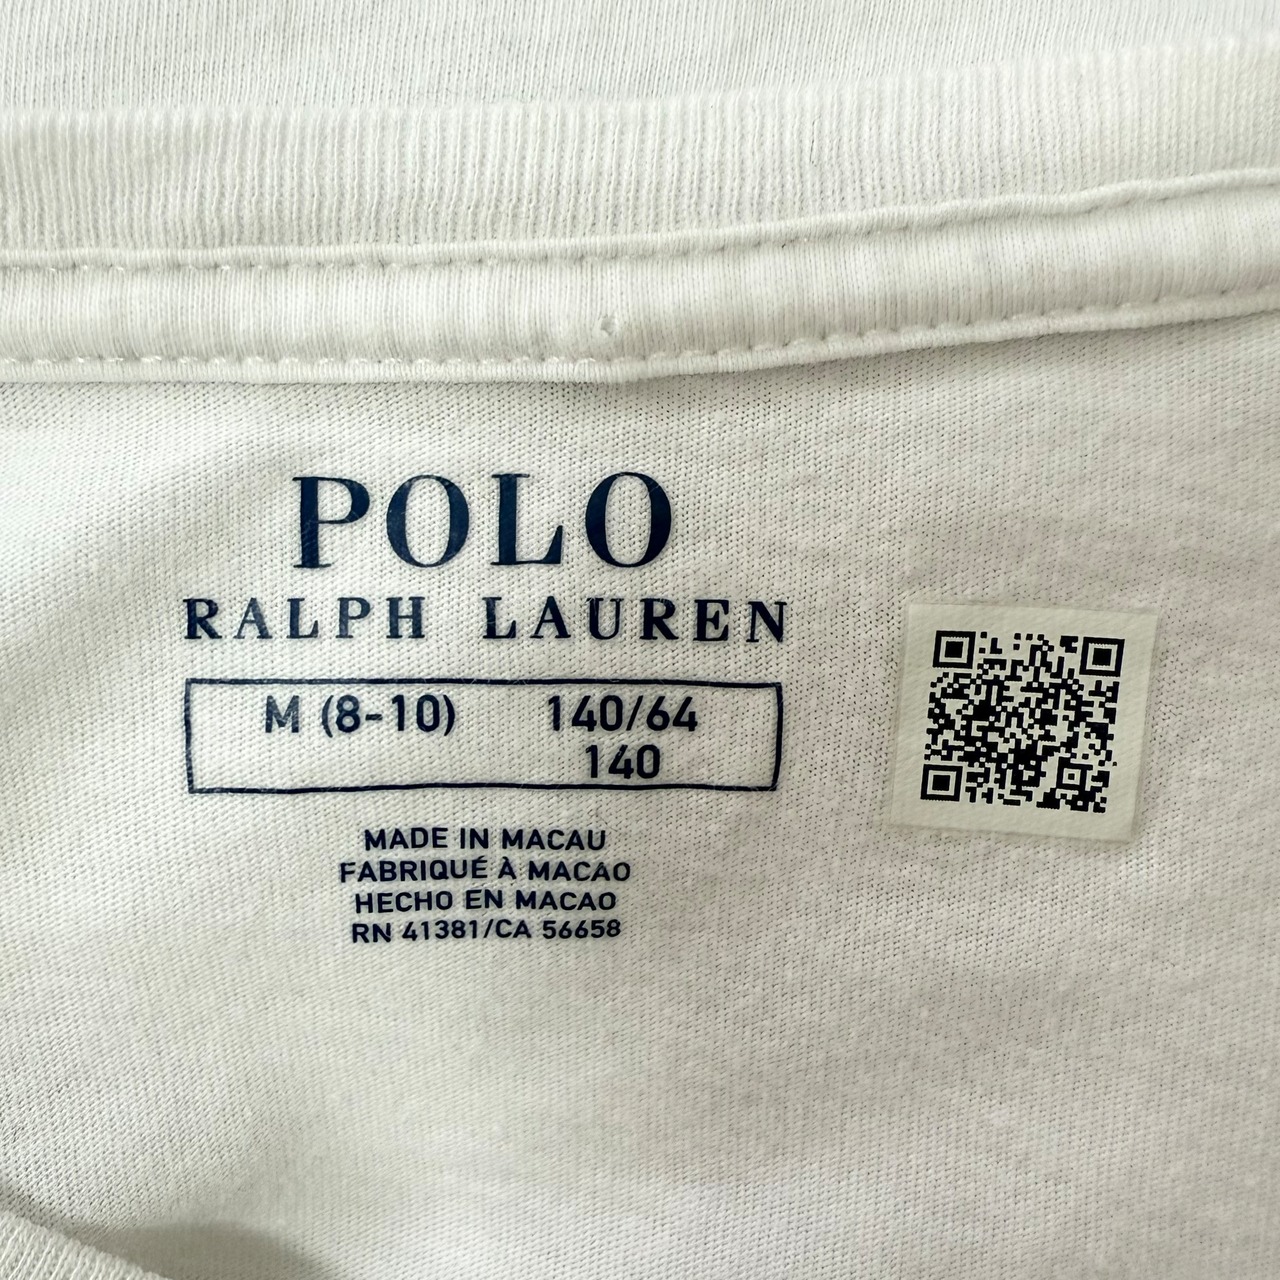 POLO
RALPH LAUREN
M (8-10) 140/64
140
MADE IN MACAU
FABRIQUÉ À MACAO
HECHO EN MACAO
RN 41381/CA 56658